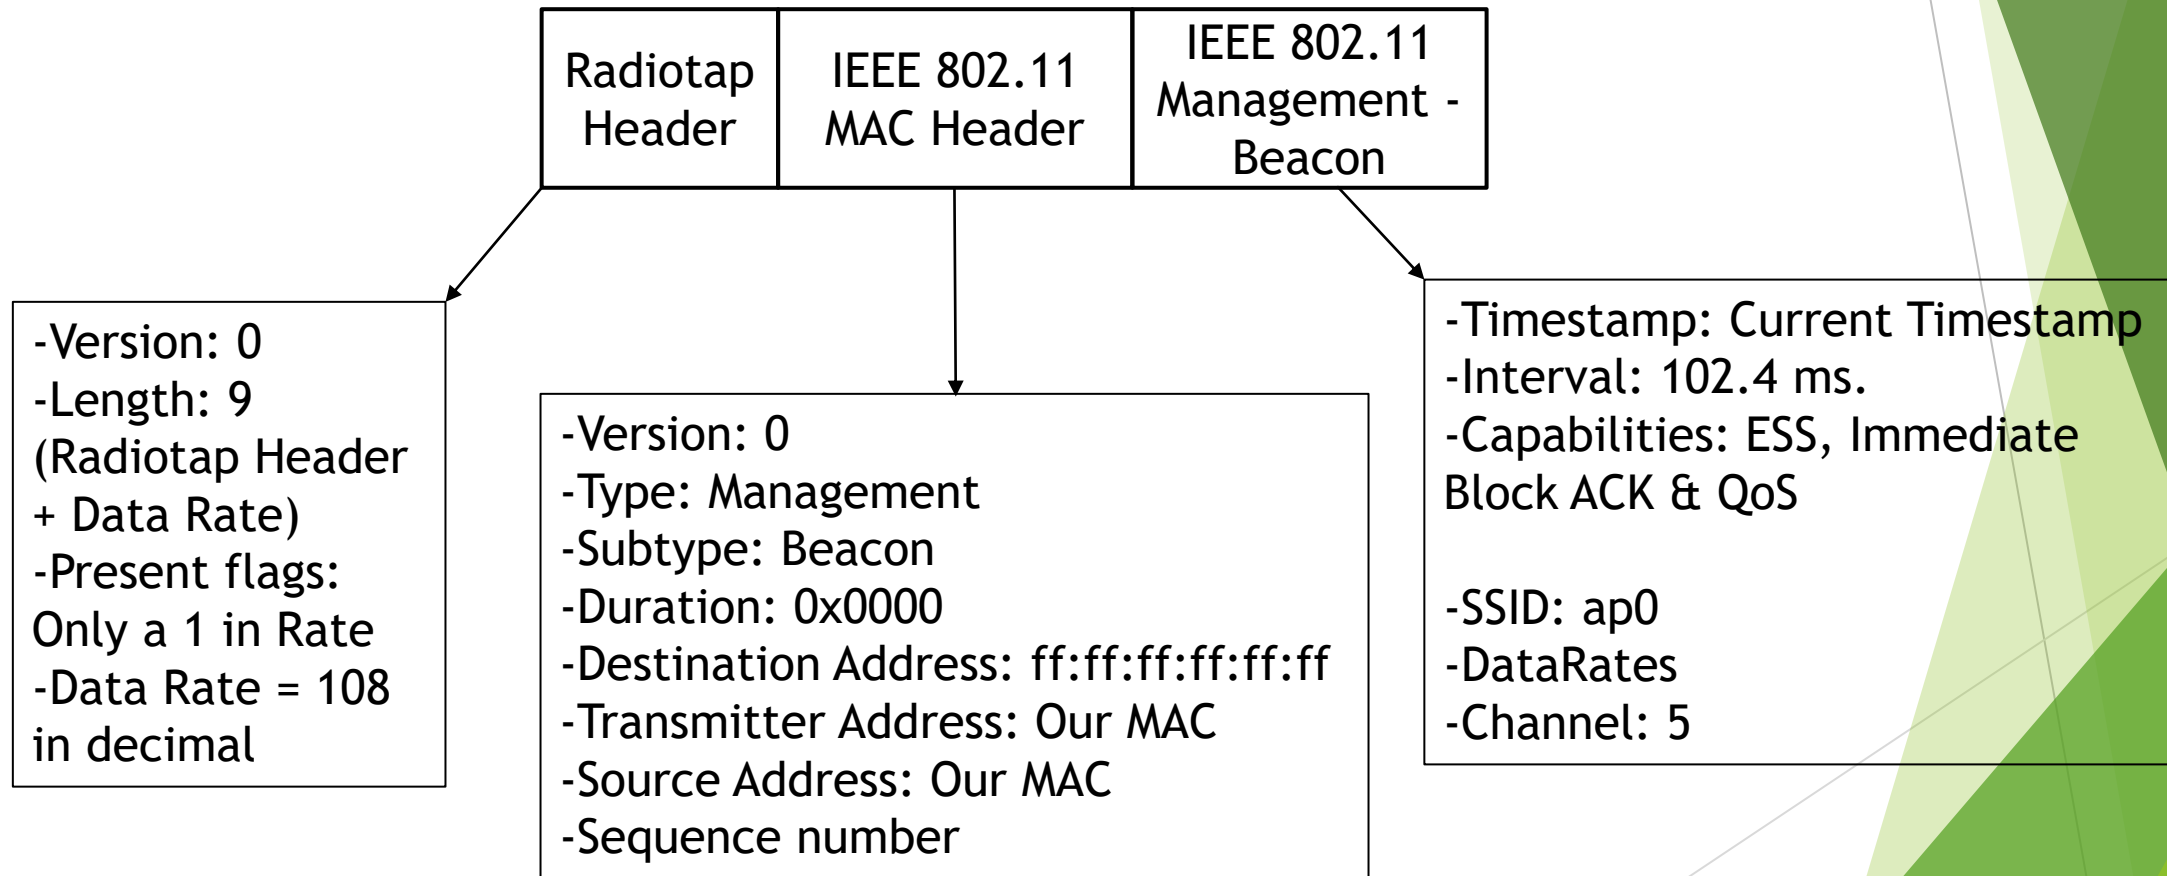 Radiotap
Header
IEEE 802.11
MAC Header
IEEE 802.11
Management -
Beacon
-Version: 0
-Length: 9
(Radiotap Header
+ Data Rate)
-Present flags:
Only a 1 in Rate
-Data Rate = 108
in decimal
-Version: 0
-Type: Management
-Subtype: Beacon
-Duration: 0x0000
-Destination Address: ff:ff:ff:ff:ff:ff
-Transmitter Address: Our MAC
-Source Address: Our MAC
-Sequence number
-Timestamp: Current Timestamp
-Interval: 102.4 ms.
-Capabilities: ESS, Immediate
Block ACK & QoS
-SSID: ap0
-DataRates
-Channel: 5